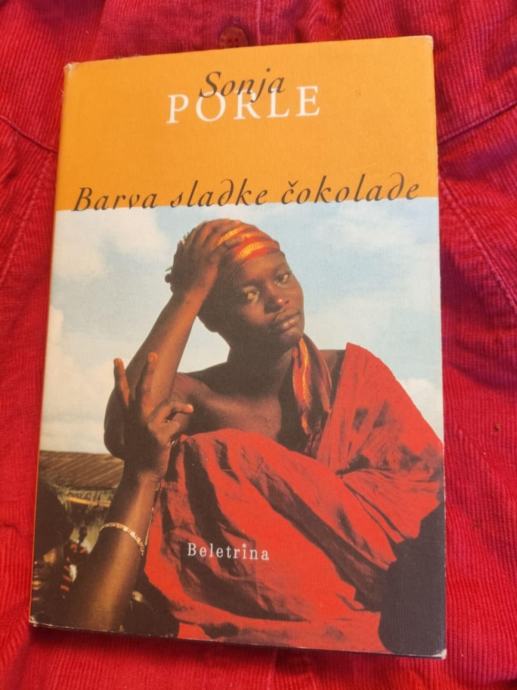 Sonja
PORLE
Barva sladke čokolade
Beletrina